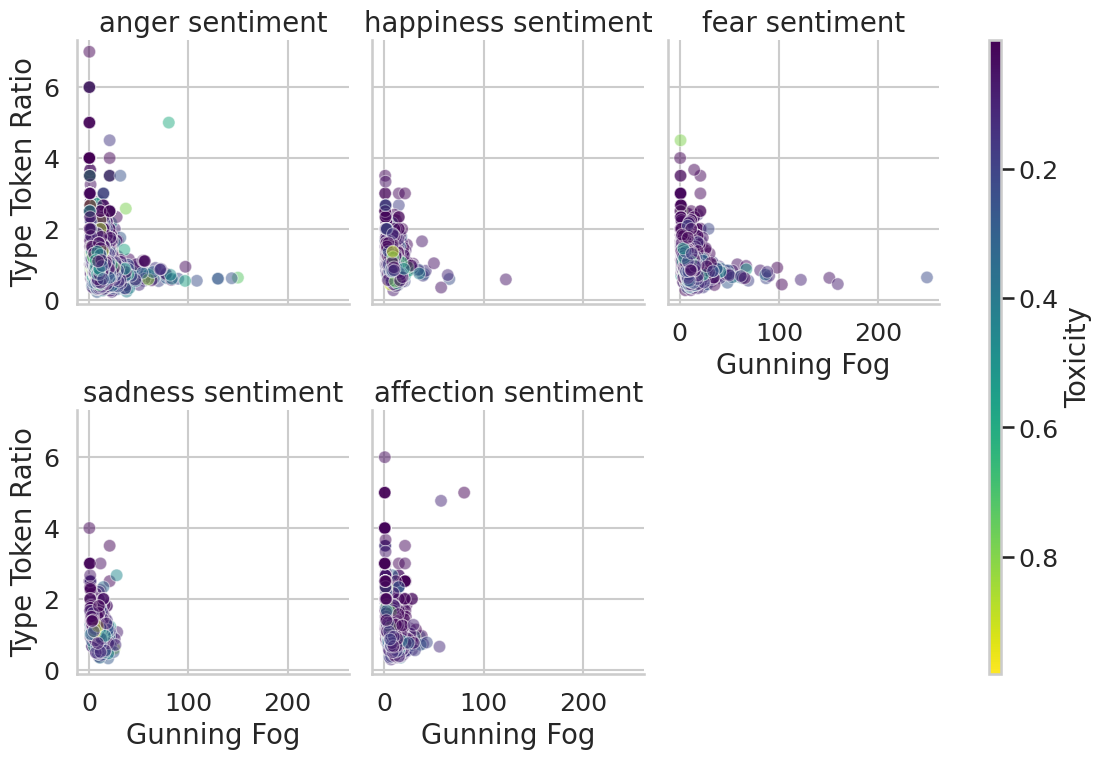 anger sentiment
happiness sentiment
fear sentiment
Type Token Ratio
6
4
2
0
0
100
200
Gunning Fog
0.2
0.4
0.6
0.8
Toxicity
sadness sentiment
affection sentiment
Type Token Ratio
6
4
2
0
0
100
200
Gunning Fog
0
100
200
Gunning Fog